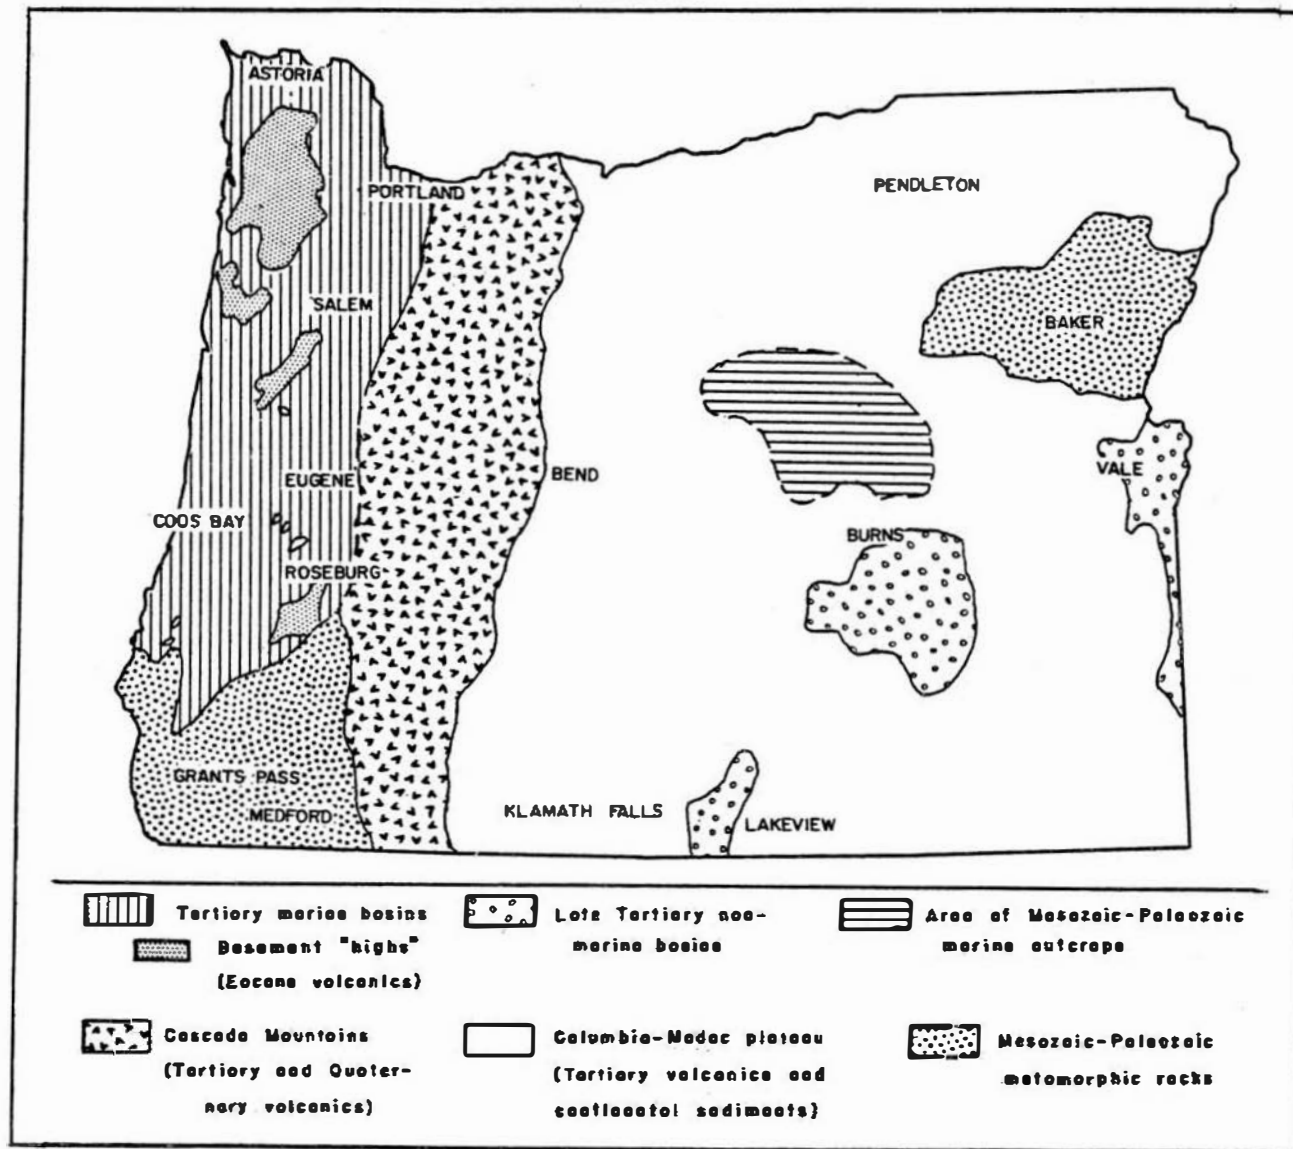 ASTORIA
PORTLAND
PENDLETON
SALEM
BAKER
EUGENE
BEND
VALE
COOS BAY
BURNS
ROSEBURG
GRANTS PASS
MEDFORD
KLAMATH FALLS
LAKEVIEW
Tertiary marine basins
Basement "highs"
(Eocene volcanics)
Late Tertiary non-
marine basins
Area of Mesozoic-Paleozoic
marine outcrops
Cascade Mountains
(Tertiary and Quater-
nary volcanics)
Columbia-Modoc plateau
(Tertiary volcanics and
continental sediments)
Mesozoic-Paleozoic
metamorphic rocks